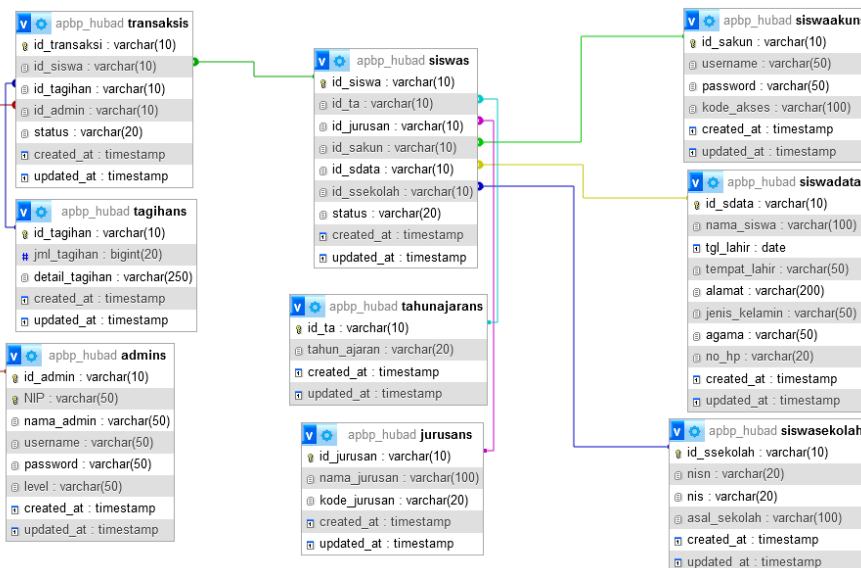 apbp_hubad transaksis
id_transaksi : varchar(10)
id_siswa : varchar(10)
id_tagihan : varchar(10)
id_admin : varchar(10)
status : varchar(20)
created_at : timestamp
updated_at : timestamp
apbp_hubad tagihans
id_tagihan : varchar(10)
# jml_tagihan : bigint(20)
detail_tagihan : varchar(250)
created_at : timestamp
updated_at : timestamp
apbp_hubad admins
id_admin : varchar(10)
NIP : varchar(50)
nama_admin : varchar(50)
username : varchar(50)
password : varchar(50)
level : varchar(50)
created_at : timestamp
updated_at : timestamp
apbp_hubad siswas
id_siswa : varchar(10)
id_ta : varchar(10)
id_jurusan : varchar(10)
id_sakun : varchar(10)
id_sdata : varchar(10)
id_ssekolah : varchar(10)
status : varchar(20)
created_at : timestamp
updated_at : timestamp
apbp_hubad tahunajarans
id_ta : varchar(10)
tahun_ajaran : varchar(20)
created_at : timestamp
updated_at : timestamp
apbp_hubad jurusans
id_jurusan : varchar(10)
nama_jurusan : varchar(100)
kode_jurusan : varchar(20)
created_at : timestamp
updated_at : timestamp
apbp_hubad siswaakun
id_sakun : varchar(10)
username : varchar(50)
password : varchar(50)
kode_akses : varchar(100)
created_at : timestamp
updated_at : timestamp
apbp_hubad siswadata
id_sdata : varchar(10)
nama_siswa : varchar(100)
tgl_lahir : date
tempat_lahir : varchar(50)
alamat : varchar(200)
jenis_kelamin : varchar(50)
agama : varchar(50)
no_hp : varchar(20)
created_at : timestamp
updated_at : timestamp
apbp_hubad siswasekolah
id_ssekolah : varchar(10)
nisn : varchar(20)
nis : varchar(20)
asal_sekolah : varchar(100)
created_at : timestamp
updated_at : timestamp